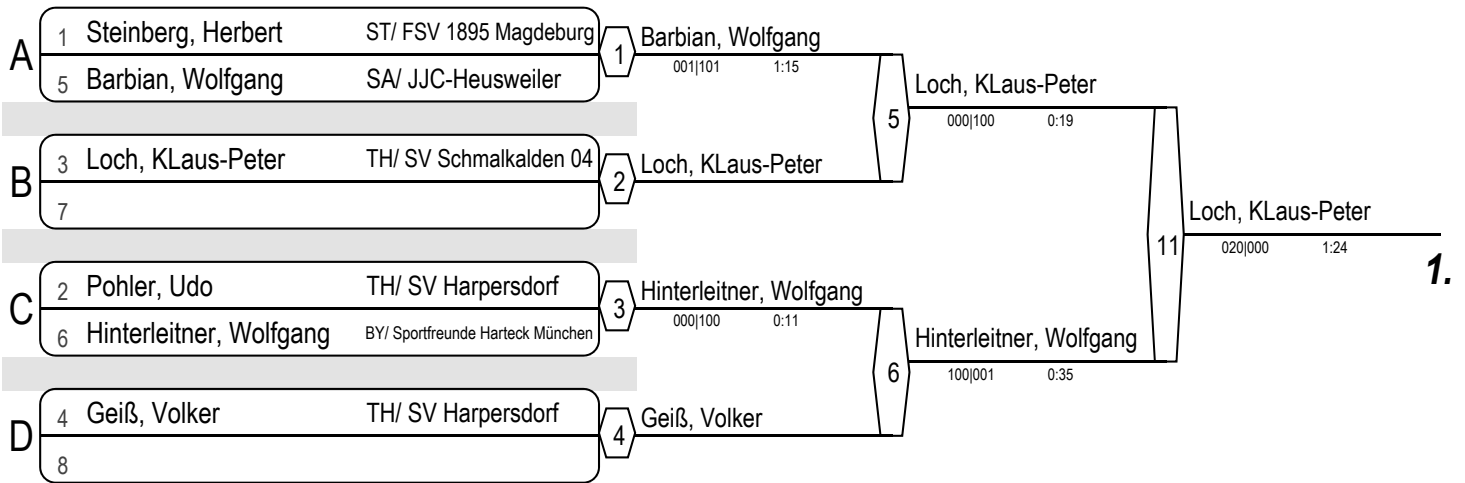 A
1 Steinberg, Herbert ST/ FSV 1895 Magdeburg
5 Barbian, Wolfgang SA/ JJC-Heusweiler
1
Barbian, Wolfgang
001|101 1:15
B
3 Loch, KLaus-Peter TH/ SV Schmalkalden 04
7
2
Loch, KLaus-Peter
5
Loch, KLaus-Peter
000|100 0:19
C
2 Pohler, Udo TH/ SV Harpersdorf
6 Hinterleitner, Wolfgang BY/ Sportfreunde Harteck München
3
Hinterleitner, Wolfgang
000|100 0:11
D
4 Geiß, Volker TH/ SV Harpersdorf
8
4
Geiß, Volker
6
Hinterleitner, Wolfgang
100|001 0:35
11
Loch, KLaus-Peter
020|000 1:24
1.